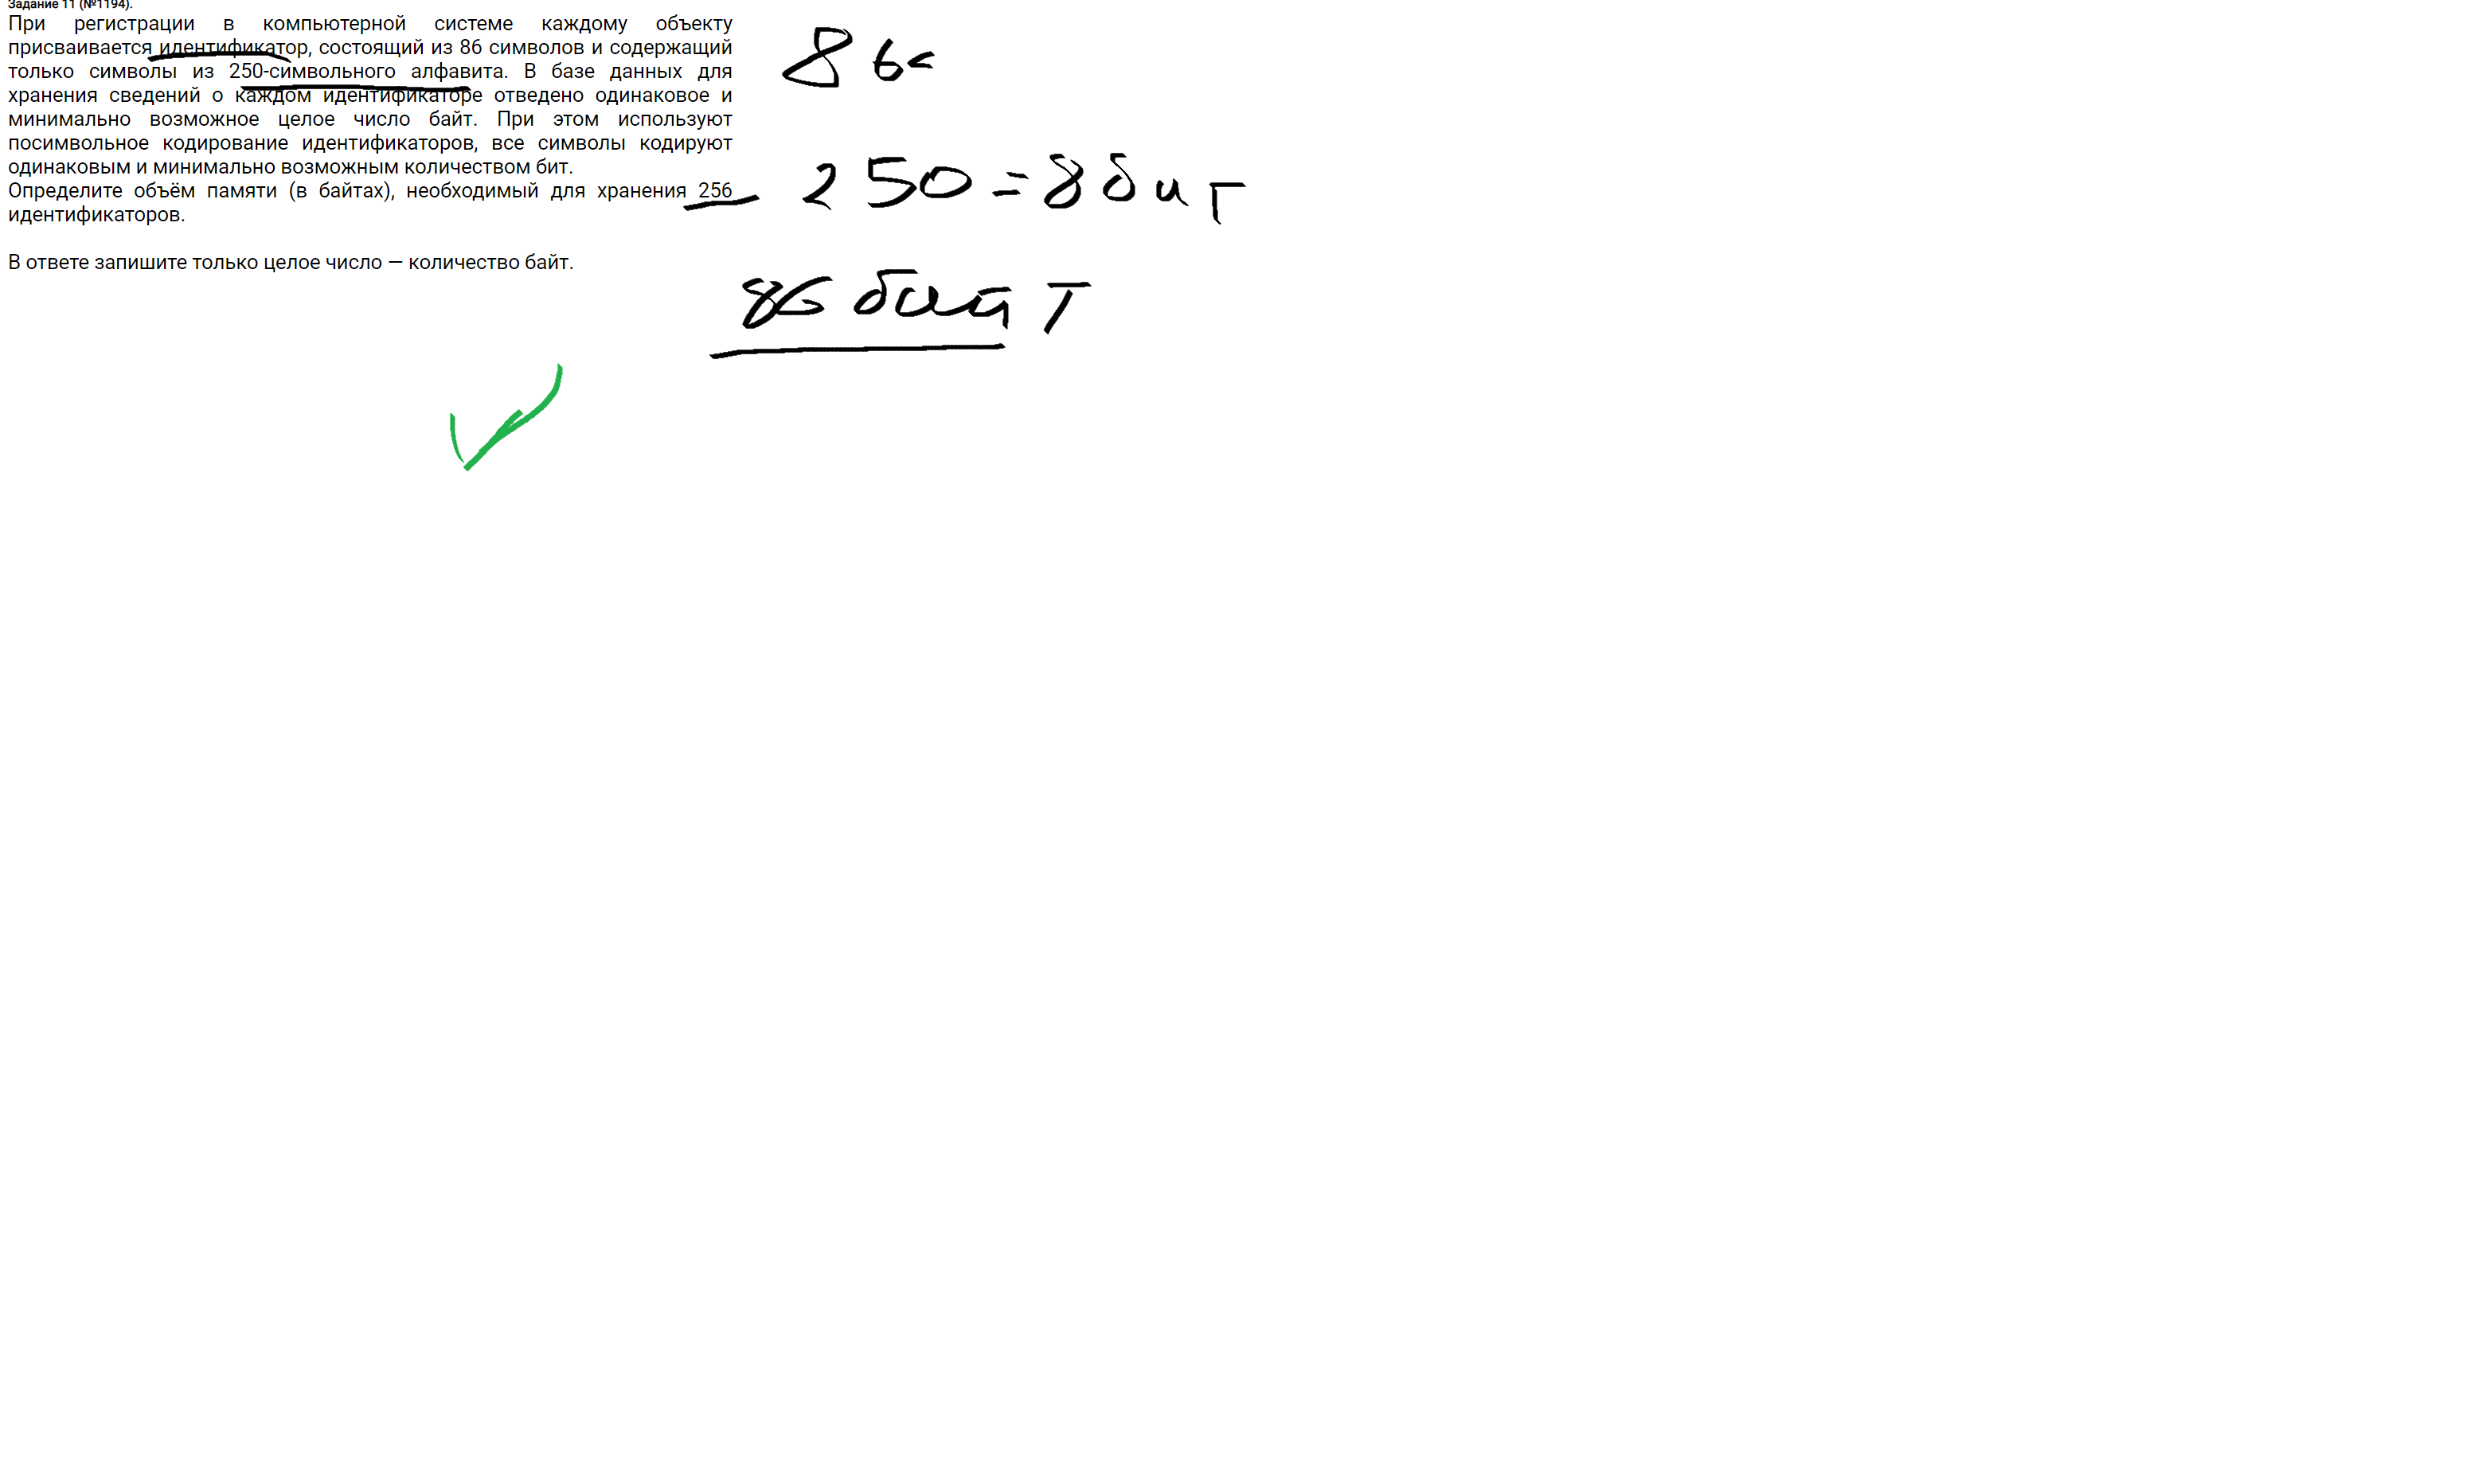 Задание 11 (№1194).
При регистрации в компьютерной системе каждому объекту
присваивается идентификатор, состоящий из 86 символов и содержащий
только символы из 250-символьного алфавита. В базе данных для
хранения сведений о каждом идентификаторе отведено одинаковое и
минимально возможное целое число байт. При этом используют
посимвольное кодирование идентификаторов, все символы кодируют
одинаковым и минимально возможным количеством бит.
Определите объём памяти (в байтах), необходимый для хранения 256
идентификаторов.
В ответе запишите только целое число — количество байт.
86с
250 = 8 бит
86 байт